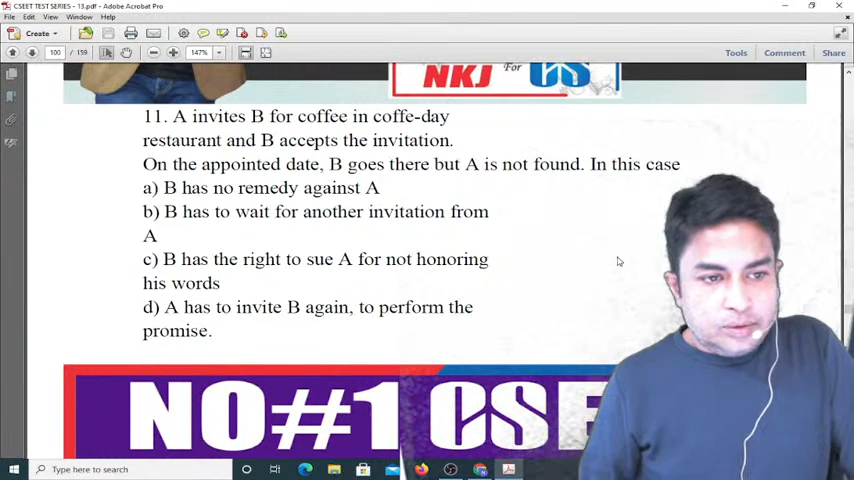 CSEET TEST SERIES - 13.pdf - Adobe Acrobat Pro
File Edit View Window Help
Create
100 / 159
147%
Tools Comment Share
NKJ For CS
11. A invites B for coffee in coffe-day
restaurant and B accepts the invitation.
On the appointed date, B goes there but A is not found. In this case
a) B has no remedy against A
b) B has to wait for another invitation from
A
c) B has the right to sue A for not honoring
his words
d) A has to invite B again, to perform the
promise.
NO#1 CSE
Type here to search